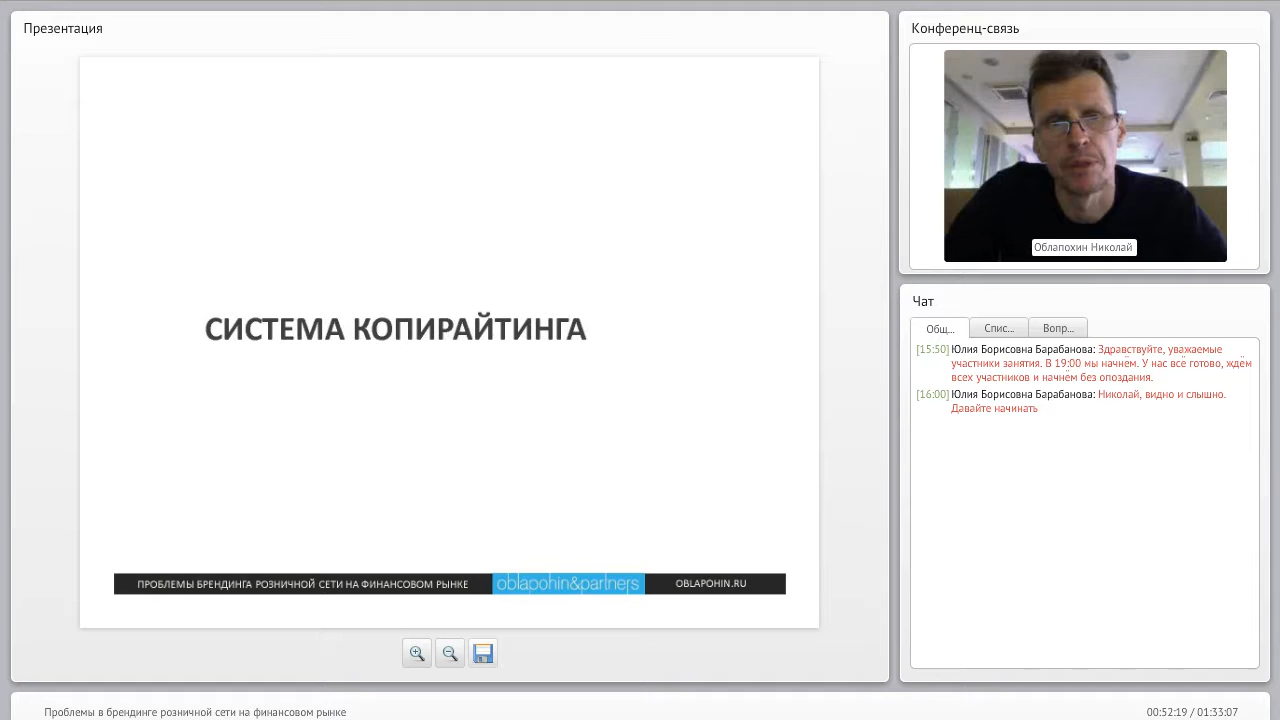 Презентация
СИСТЕМА КОПИРАЙТИНГА
ПРОБЛЕМЫ БРЕНДИНГА РОЗНИЧНОЙ СЕТИ НА ФИНАНСОВОМ РЫНКЕ
oblapohin&partners
OBLAPOHIN.RU
Конференц-связь
Облапохин Николай
Чат
Общ...
Спис...
Вопр...
[15:50] Юлия Борисовна Барабанова: Здравствуйте, уважаемые
участники занятия. В 19:00 мы начнём. У нас всё готово, ждём
всех участников и начнём без опоздания.
[16:00] Юлия Борисовна Барабанова: Николай, видно и слышно.
Давайте начинать
Проблемы в брендинге розничной сети на финансовом рынке
00:52:19 / 01:33:07